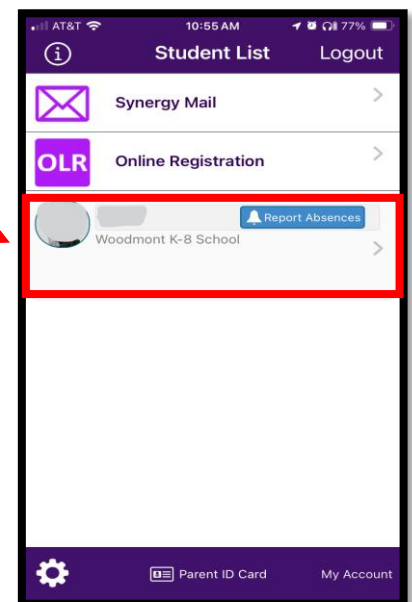 AT&T 10:55 AM 77%
Student List Logout
Synergy Mail
OLR Online Registration
Report Absences
Woodmont K-8 School
Parent ID Card My Account